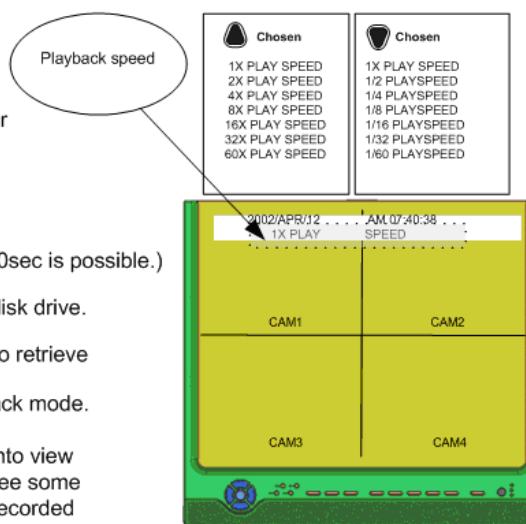 Playback speed
Chosen
1X PLAY SPEED
2X PLAY SPEED
4X PLAY SPEED
8X PLAY SPEED
16X PLAY SPEED
32X PLAY SPEED
60X PLAY SPEED
Chosen
1X PLAY SPEED
1/2 PLAYSPEED
1/4 PLAYSPEED
1/8 PLAYSPEED
1/16 PLAYSPEED
1/32 PLAYSPEED
1/60 PLAYSPEED
r
0sec is possible.)
disk drive.
o retrieve
ck mode.
nto view
ee some
ecorded
2002/APR/12 AM 07:40:38
1X PLAY SPEED
CAM1 CAM2
CAM3 CAM4